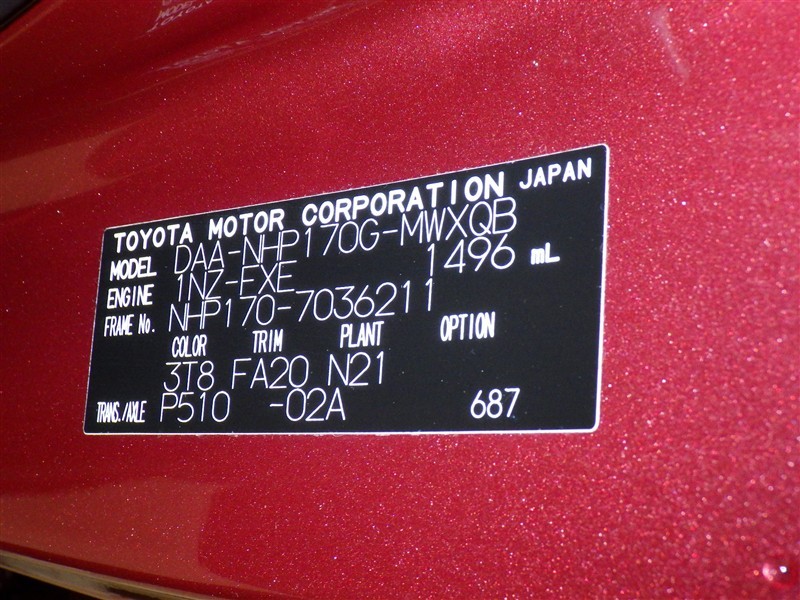 TOYOTA MOTOR CORPORATION JAPAN
MODEL DAA-NHP170G-MWXQB
ENGINE 1NZ-FXE 1496 mL
FRAME No. NHP170-7036211
COLOR TRIM PLANT OPTION
3T8 FA20 N21
TRANS./AXLE P510 -02A 687